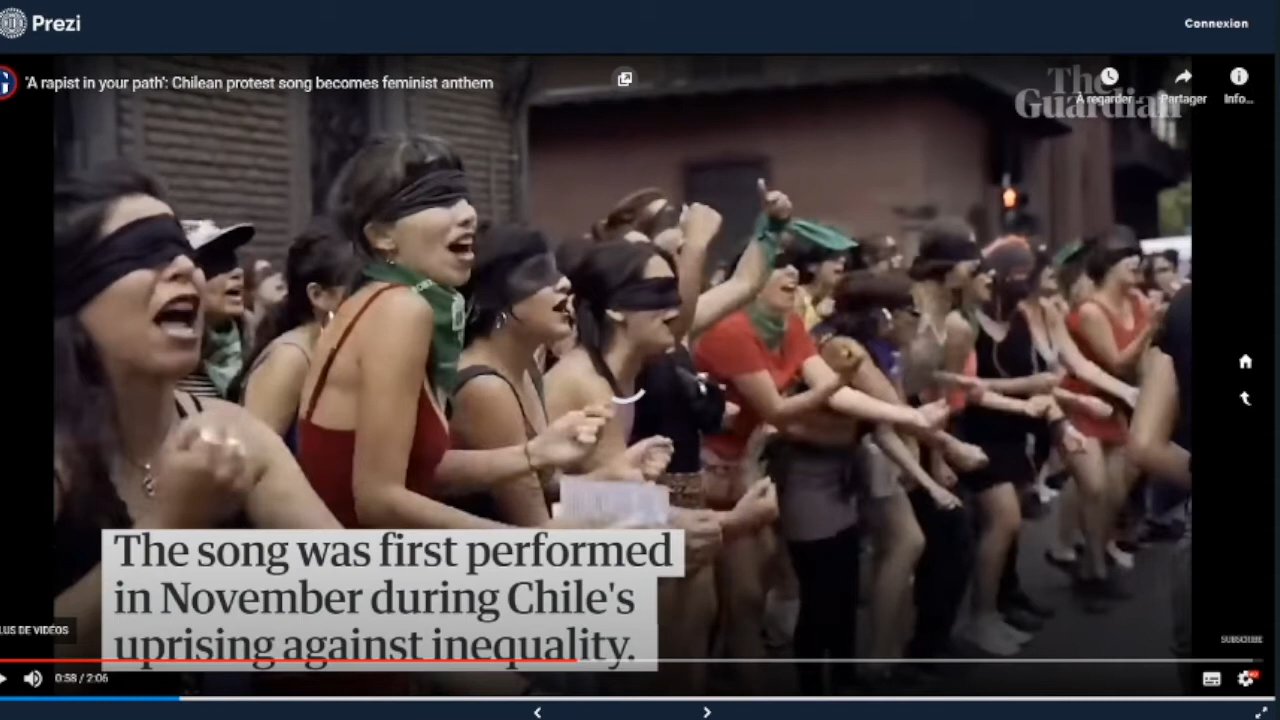 Prezi
Connexion
'A rapist in your path': Chilean protest song becomes feminist anthem
The
Guardian
À regarder
Partager
Info...
The song was first performed
in November during Chile's
uprising against inequality.
LUS DE VIDÉOS
SUBSCRIBE
0:58 / 2:06